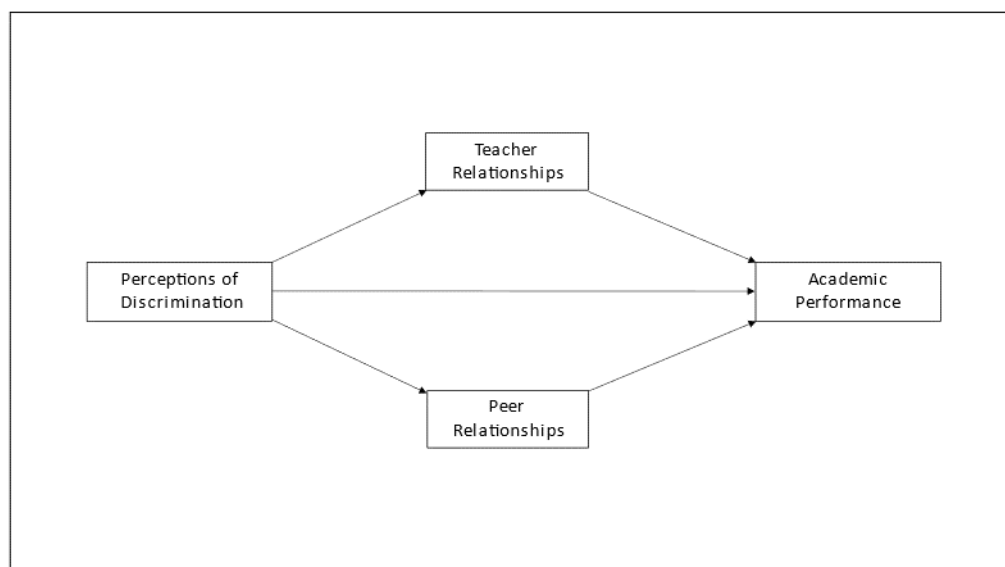 Teacher
Relationships
Perceptions of
Discrimination
Academic
Performance
Peer
Relationships